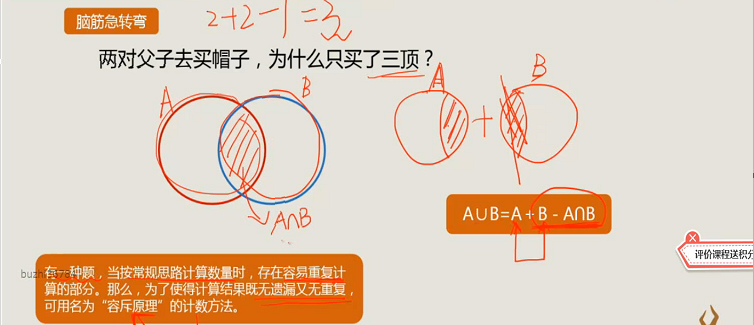 脑筋急转弯
2+2-1=3
两对父子去买帽子，为什么只买了三顶？
A
B
A
B
+
A∩B
A∪B=A+B-A∩B
评价课程送积分
有一种题，当按常规思路计算数量时，存在容易重复计
算的部分。那么，为了使得计算结果既无遗漏又无重复，
可用名为“容斥原理”的计数方法。